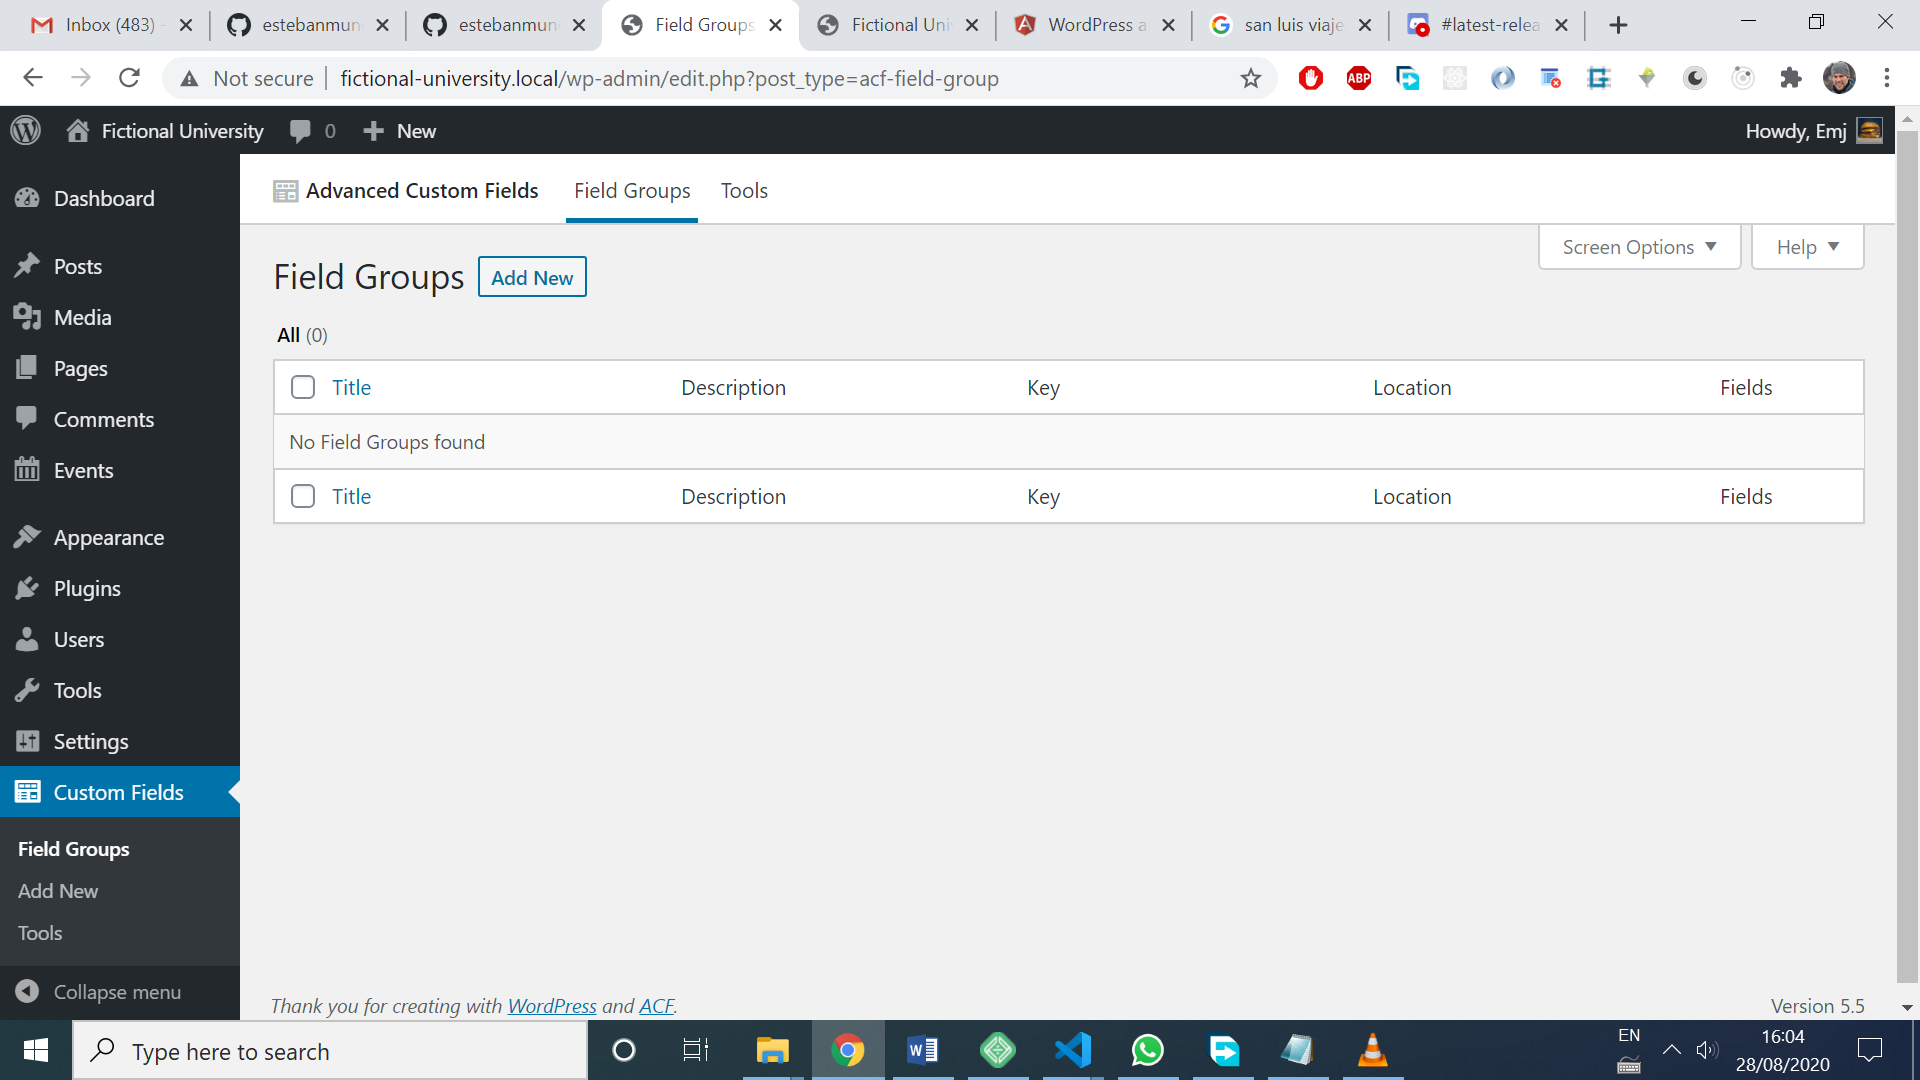 Inbox (483) -
estebanmun
estebanmun
Field Groups
Fictional Uni
WordPress a
san luis viaje
#latest-relea
Not secure
fictional-university.local/wp-admin/edit.php?post_type=acf-field-group
ABP
Fictional University
0
New
Howdy, Emj
Dashboard
Posts
Media
Pages
Comments
Events
Appearance
Plugins
Users
Tools
Settings
Custom Fields
Field Groups
Add New
Tools
Collapse menu
Advanced Custom Fields
Field Groups
Tools
Screen Options
Help
Field Groups
Add New
All (0)
Title Description Key Location Fields
No Field Groups found
Title Description Key Location Fields
Thank you for creating with WordPress and ACF.
Version 5.5
Type here to search
EN
16:04
28/08/2020